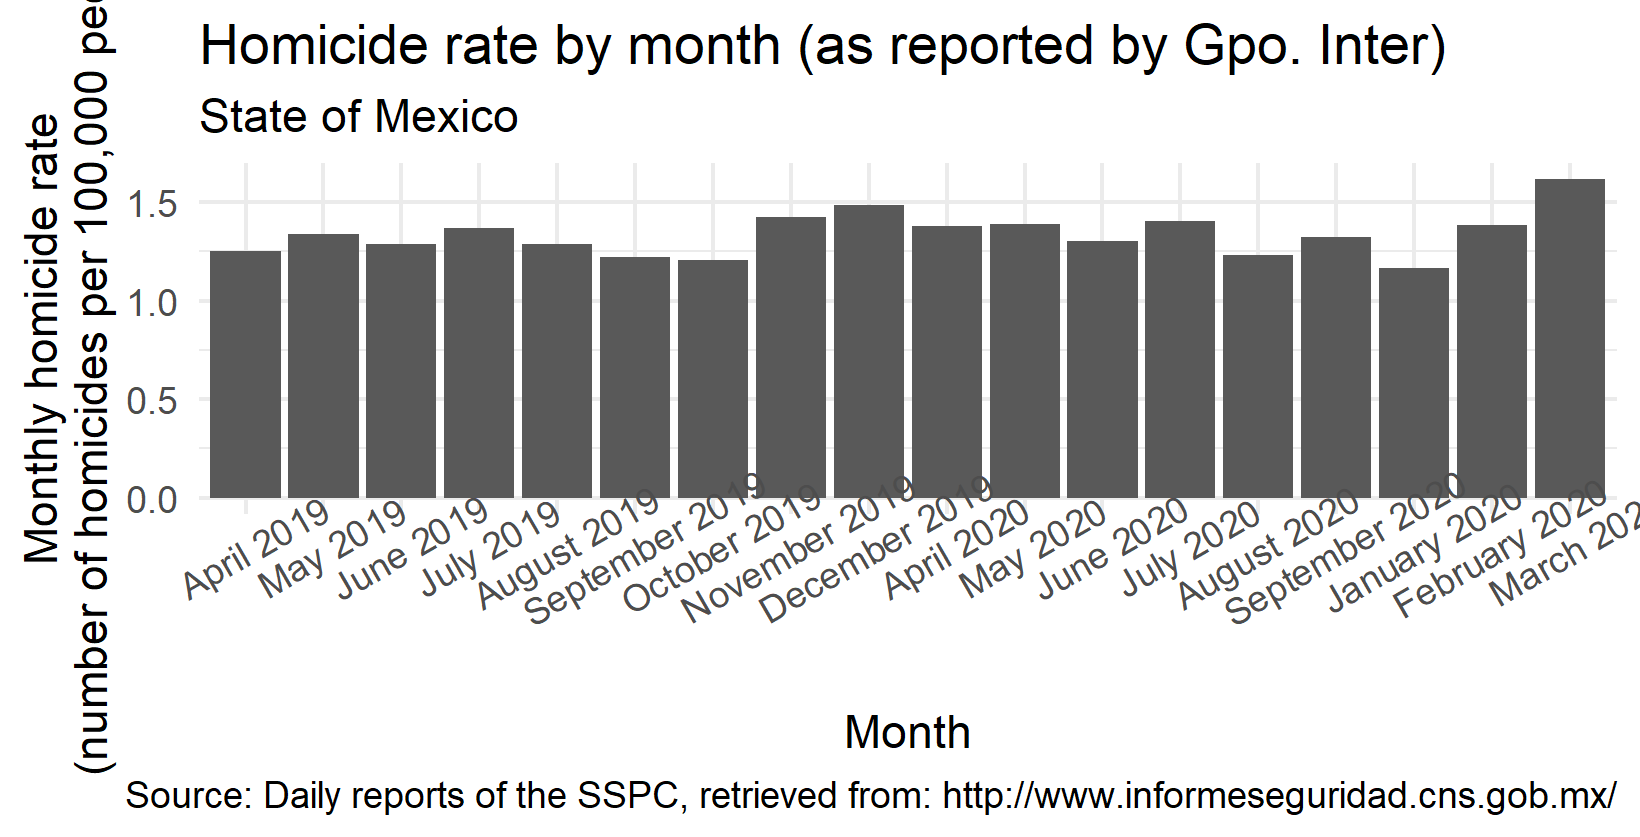 Homicide rate by month (as reported by Gpo. Inter)
State of Mexico
Monthly homicide rate
(number of homicides per 100,000
1.5
1.0
0.5
0.0
April 2019
May 2019
June 2019
July 2019
August 2019
September 2019
October 2019
November 2019
December 2019
April 2020
May 2020
June 2020
July 2020
August 2020
September 2020
January 2020
February 2020
March 202
Month
Source: Daily reports of the SSPC, retrieved from: http://www.informeseguridad.cns.gob.mx/